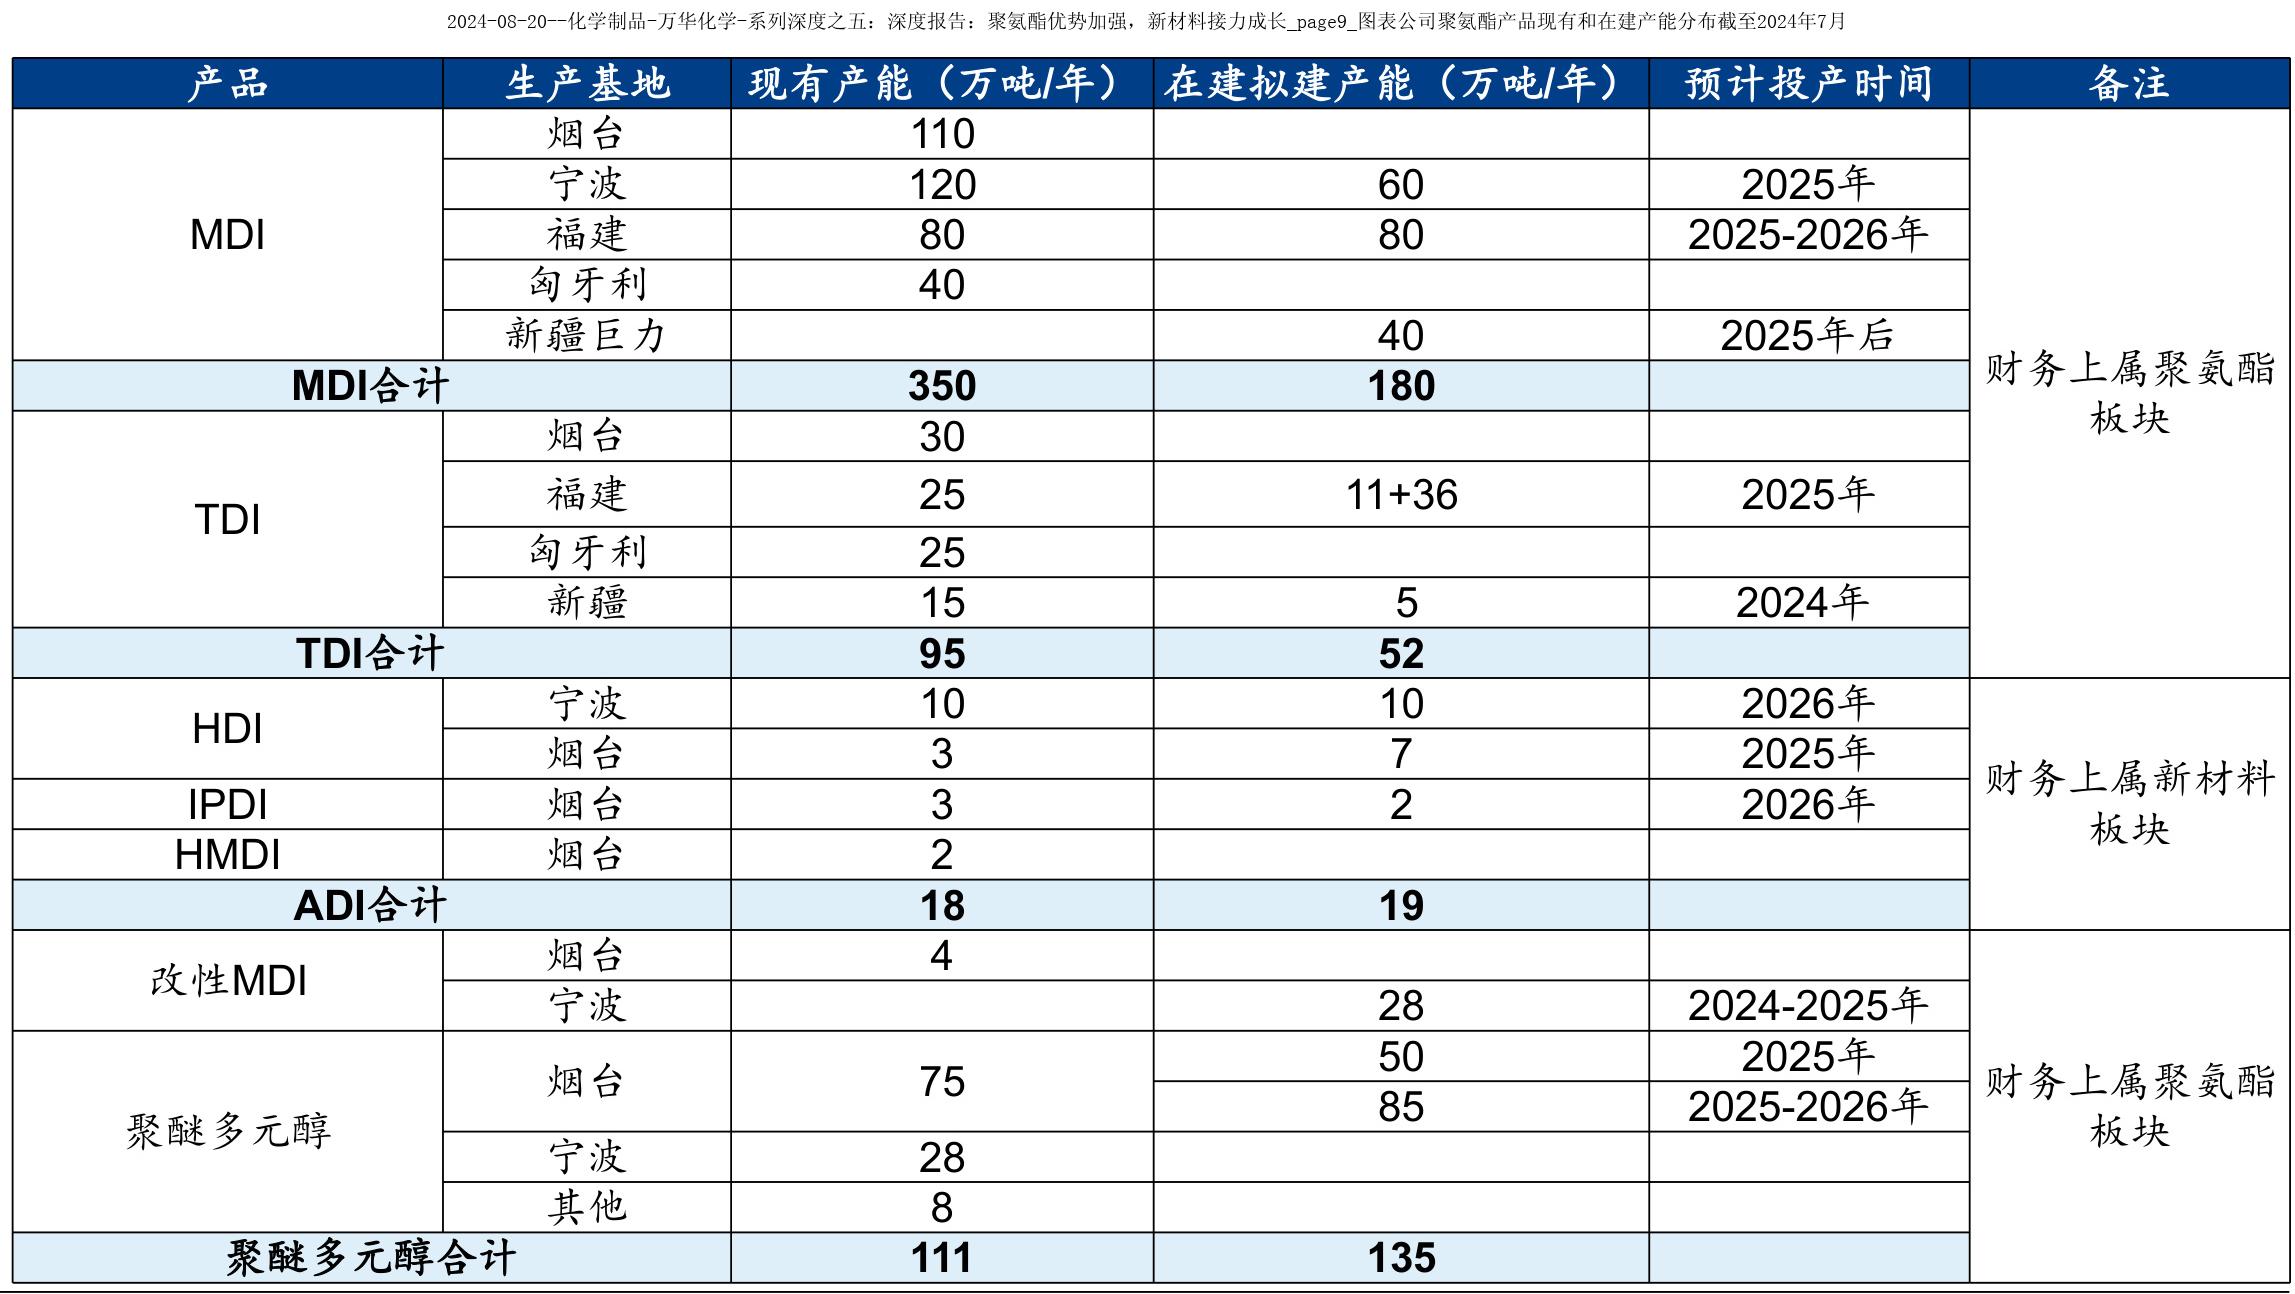 2024-08-20--化学制品-万华化学-系列深度之五：深度报告：聚氨酯优势加强，新材料接力成长_page9_图表公司聚氨酯产品现有和在建产能分布截至2024年7月
产品 生产基地 现有产能（万吨/年） 在建拟建产能（万吨/年） 预计投产时间 备注
MDI 烟台 110
宁波 120 60 2025年
福建 80 80 2025-2026年
匈牙利 40
新疆巨力 40 2025年后
MDI合计 350 180
财务上属聚氨酯
板块
TDI 烟台 30
福建 25 11+36 2025年
匈牙利 25
新疆 15 5 2024年
TDI合计 95 52
HDI 宁波 10 10 2026年
烟台 3 7 2025年
财务上属新材料
板块
IPDI 烟台 3 2 2026年
HMDI 烟台 2
ADI合计 18 19
改性MDI 烟台 4
宁波 28 2024-2025年
聚醚多元醇 烟台 75 50 2025年
85 2025-2026年
财务上属聚氨酯
板块
宁波 28
其他 8
聚醚多元醇合计 111 135